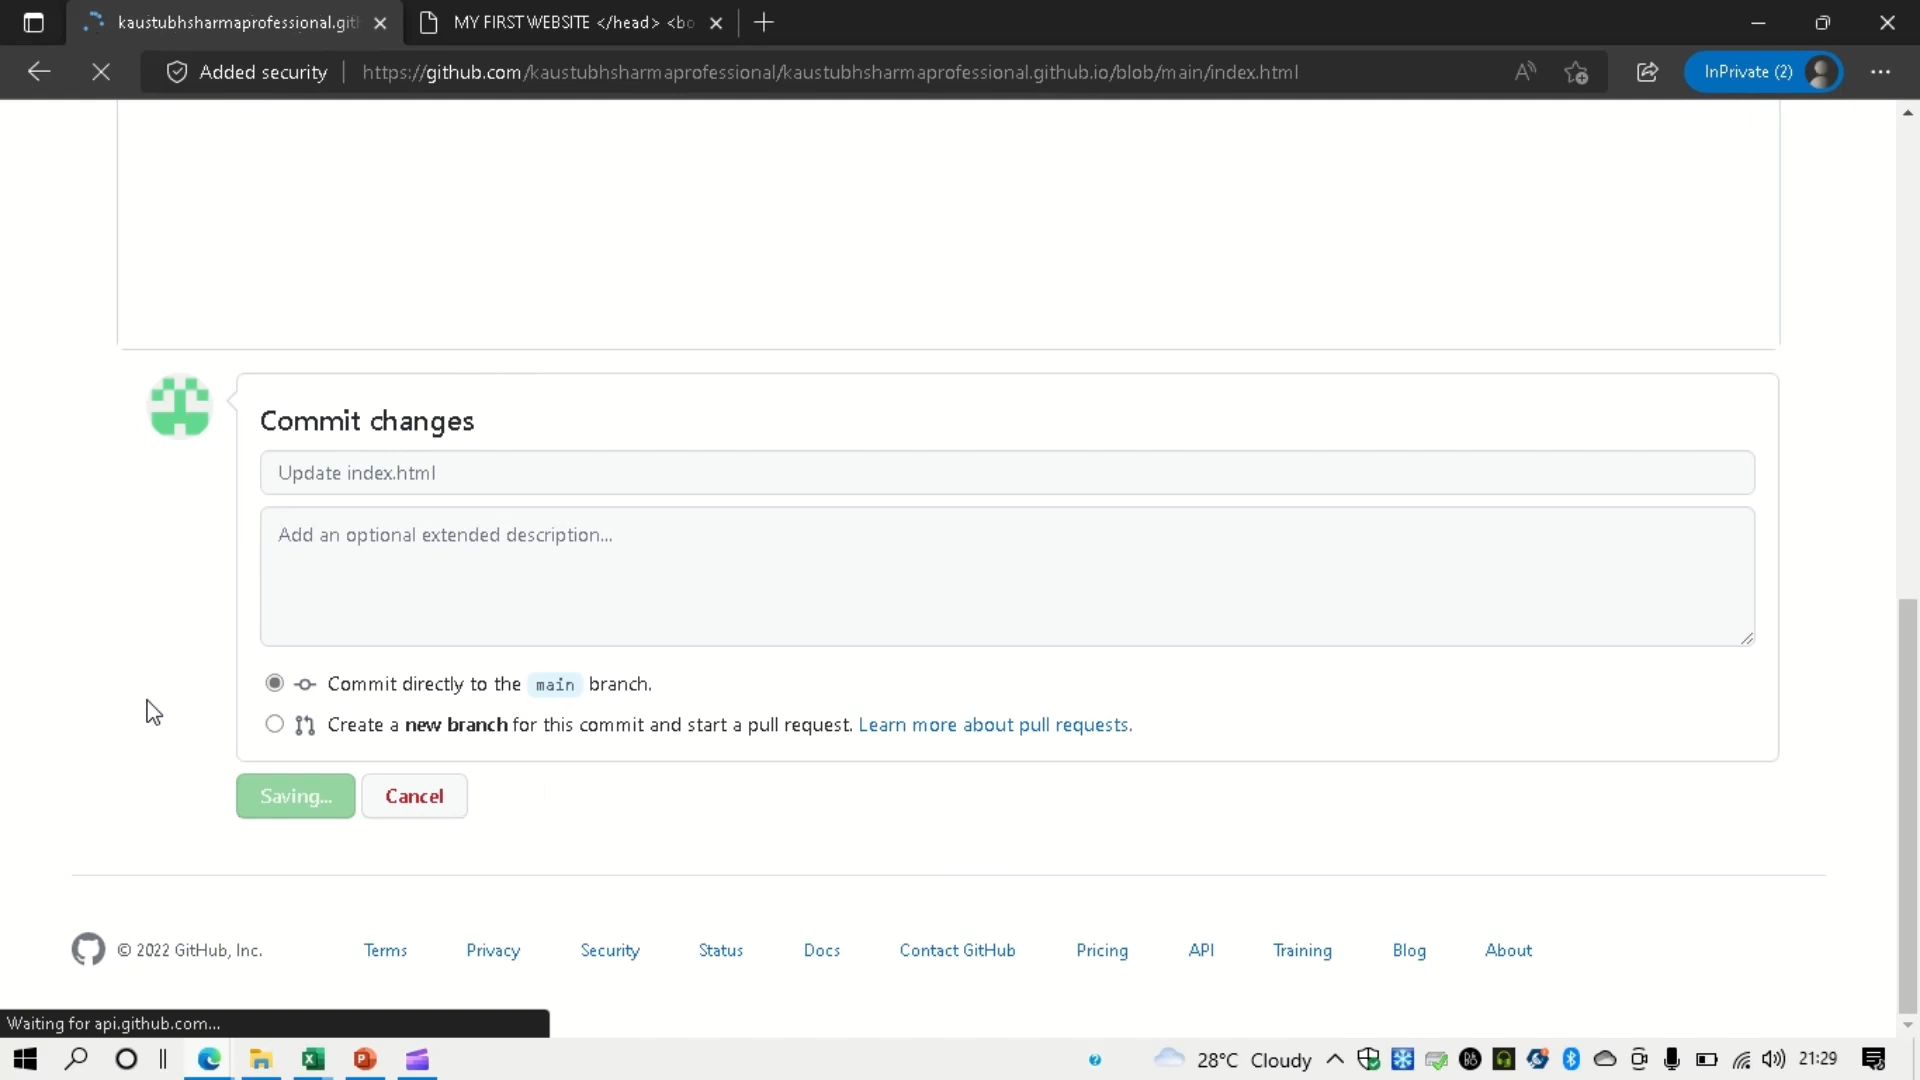 kaustubhsharmaprofessional.git
MY FIRST WEBSITE </head> <bo
Added security
https://github.com/kaustubhsharmaprofessional/kaustubhsharmaprofessional.github.io/blob/main/index.html
InPrivate (2)
Commit changes
Update index.html
Add an optional extended description...
Commit directly to the main branch.
Create a new branch for this commit and start a pull request. Learn more about pull requests.
Saving... Cancel
© 2022 GitHub, Inc. Terms Privacy Security Status Docs Contact GitHub Pricing API Training Blog About
Waiting for api.github.com...
28°C Cloudy 21:29